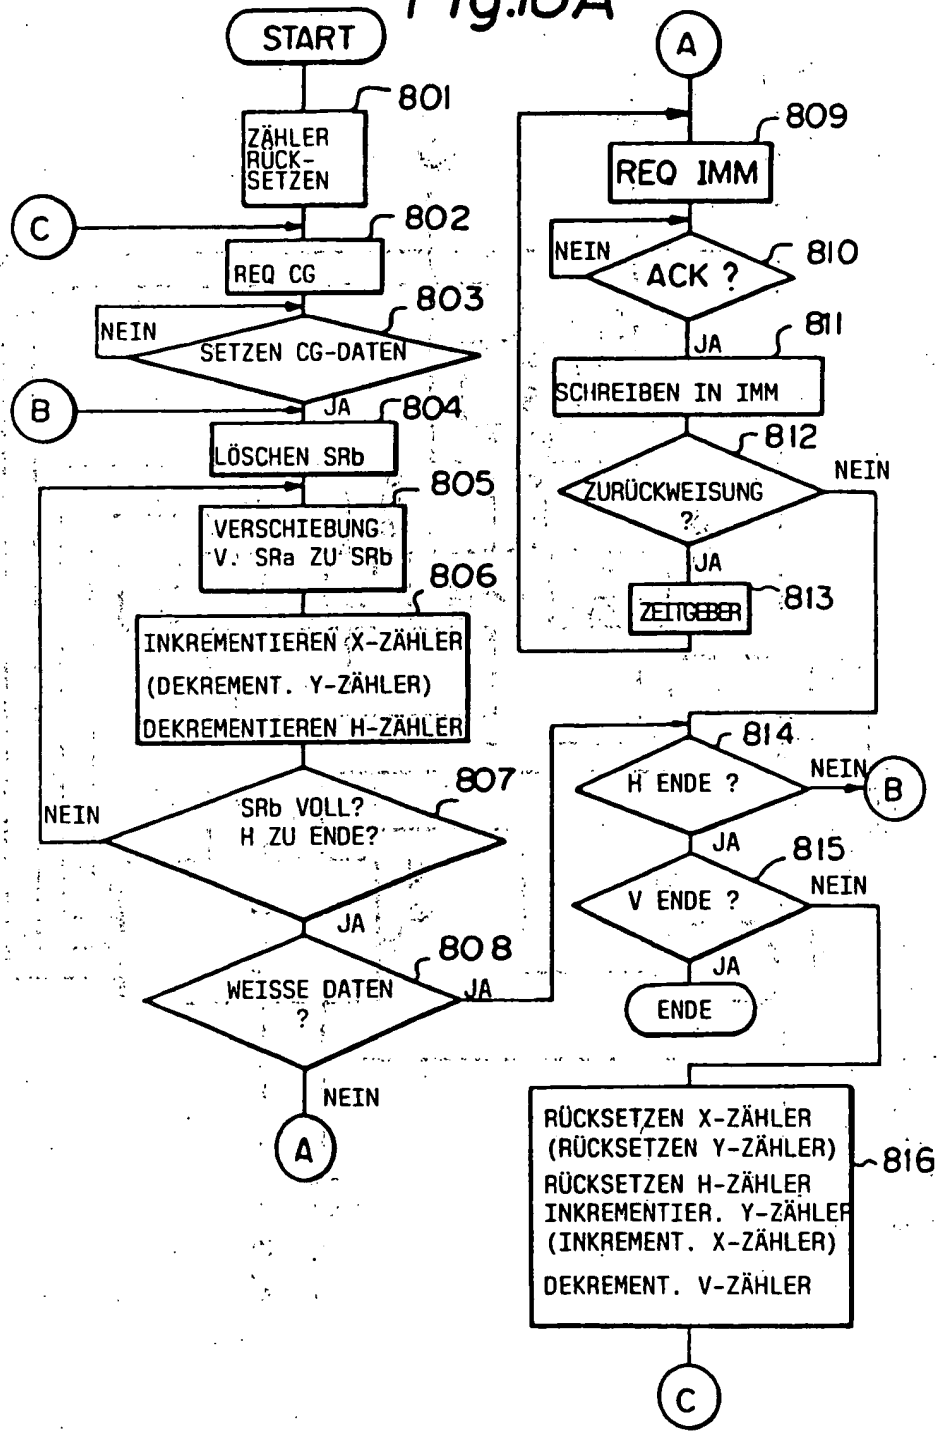 Fig.10A
START
801
ZÄHLER
RÜCK-
SETZEN
C
802
REQ CG
803
NEIN
SETZEN CG-DATEN
B
JA
804
LÖSCHEN SRb
805
VERSCHIEBUNG
V. SRa ZU SRb
806
INKREMENTIEREN X-ZÄHLER
(DEKREMENT. Y-ZÄHLER)
DEKREMENTIEREN H-ZÄHLER
807
NEIN
SRb VOLL?
H ZU ENDE?
JA
808
WEISSE DATEN
?
JA
NEIN
A
A
809
REQ IMM
NEIN
810
ACK ?
JA
811
SCHREIBEN IN IMM
812
NEIN
ZURÜCKWEISUNG
?
JA
813
ZEITGEBER
814
H ENDE ?
NEIN
B
JA
815
V ENDE ?
NEIN
JA
ENDE
RÜCKSETZEN X-ZÄHLER
(RÜCKSETZEN Y-ZÄHLER)
816
RÜCKSETZEN H-ZÄHLER
INKREMENTIER. Y-ZÄHLER
(INKREMENT. X-ZÄHLER)
DEKREMENT. V-ZÄHLER
C